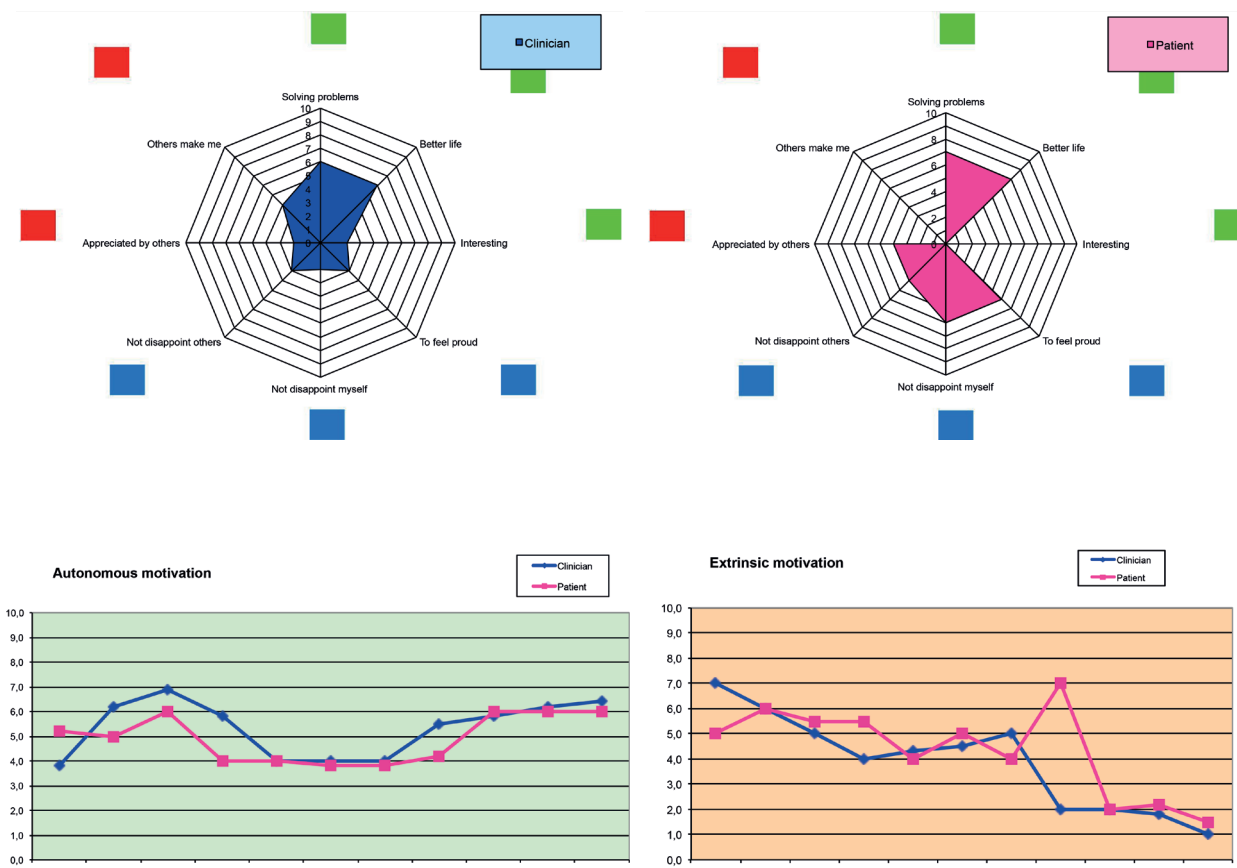 Clinician
Solving problems
10
9
8
7
6
5
4
3
2
1
0
Better life
Interesting
To feel proud
Not disappoint myself
Not disappoint others
Appreciated by others
Others make me
Patient
Solving problems
10
8
6
4
2
0
Better life
Interesting
To feel proud
Not disappoint myself
Not disappoint others
Appreciated by others
Others make me
Autonomous motivation
Clinician
Patient
10,0
9,0
8,0
7,0
6,0
5,0
4,0
3,0
2,0
1,0
0,0
Extrinsic motivation
Clinician
Patient
10,0
9,0
8,0
7,0
6,0
5,0
4,0
3,0
2,0
1,0
0,0